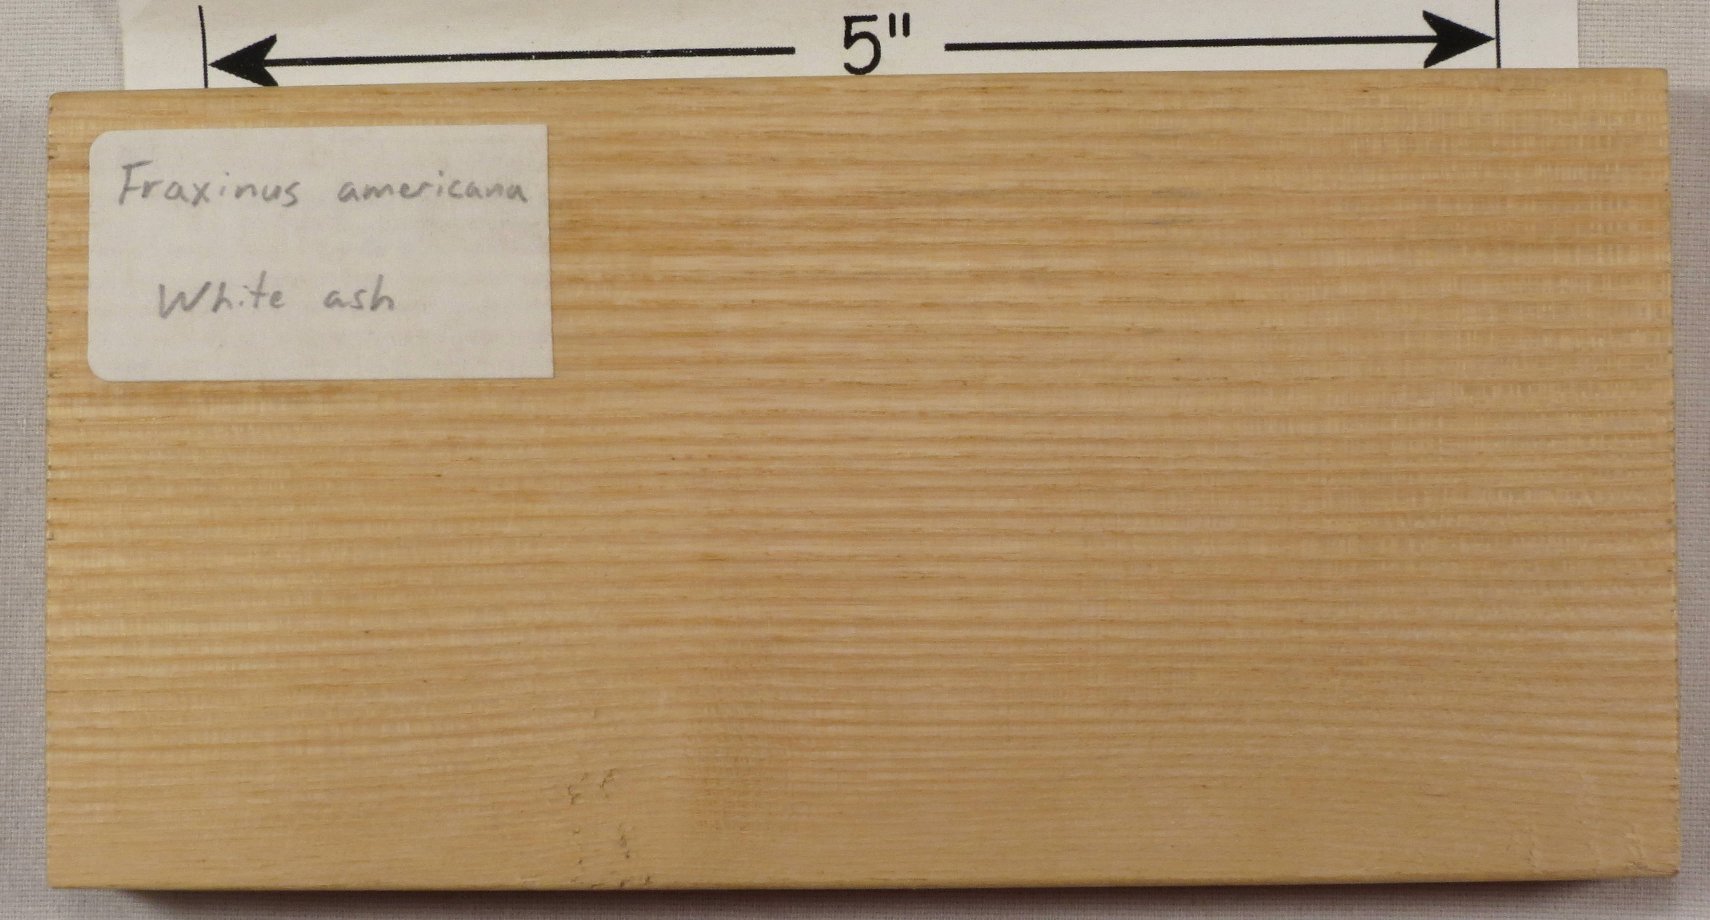 5"
Fraxinus americana
White ash